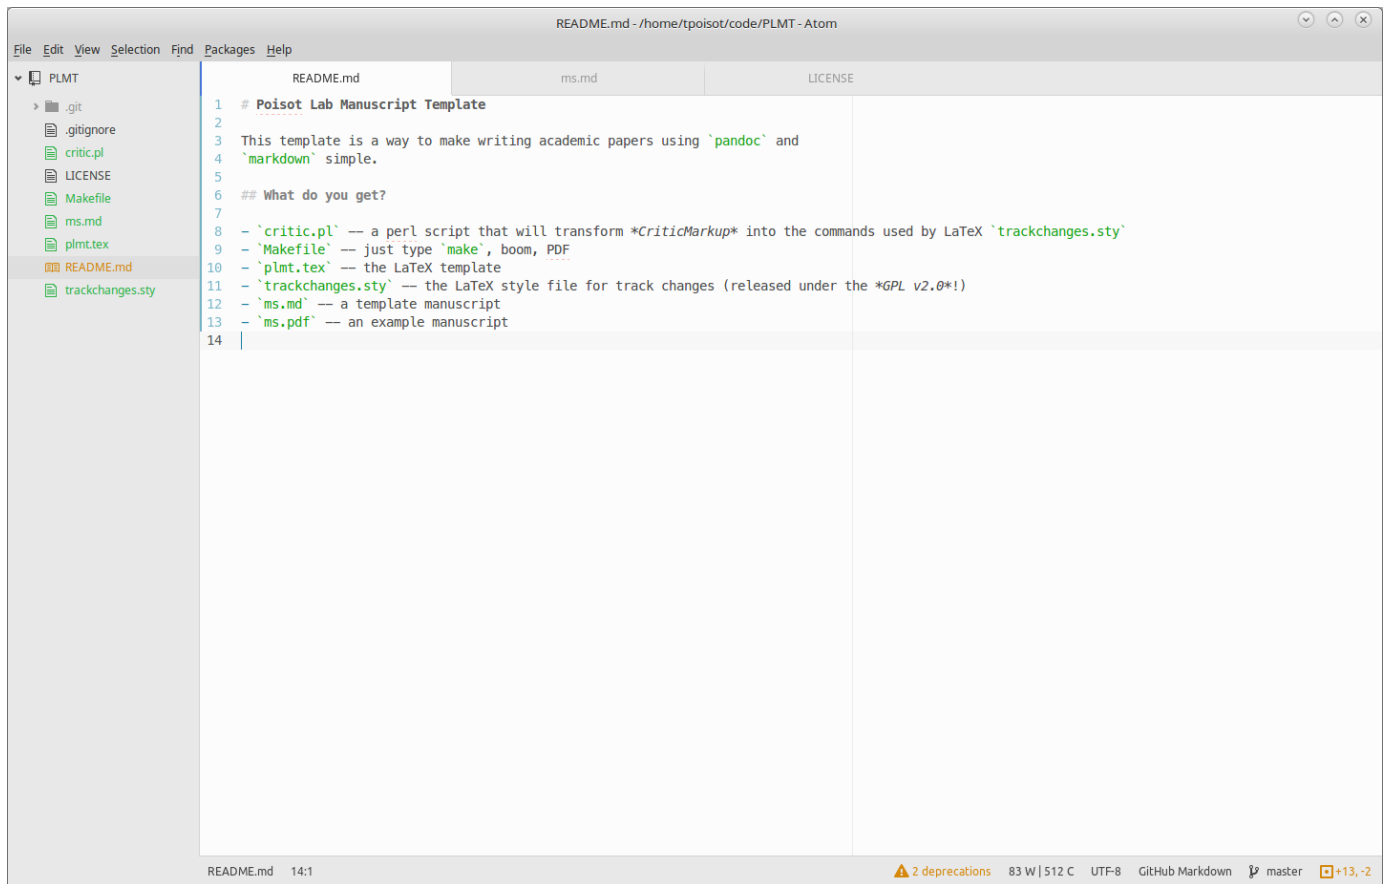 README.md - /home/tpoisot/code/PLMT - Atom
File Edit View Selection Find Packages Help
PLMT
.git
.gitignore
critic.pl
LICENSE
Makefile
ms.md
plmt.tex
README.md
trackchanges.sty
README.md ms.md LICENSE
1 # Poisot Lab Manuscript Template
2
3 This template is a way to make writing academic papers using `pandoc` and
4 `markdown` simple.
5
6 ## What do you get?
7
8 - `critic.pl` -- a perl script that will transform *CriticMarkup* into the commands used by LaTeX `trackchanges.sty`
9 - `Makefile` -- just type `make`, boom, PDF
10 - `plmt.tex` -- the LaTeX template
11 - `trackchanges.sty` -- the LaTeX style file for track changes (released under the *GPL v2.0*!)
12 - `ms.md` -- a template manuscript
13 - `ms.pdf` -- an example manuscript
14
README.md 14:1 2 deprecations 83 W | 512 C UTF-8 GitHub Markdown master +13, -2